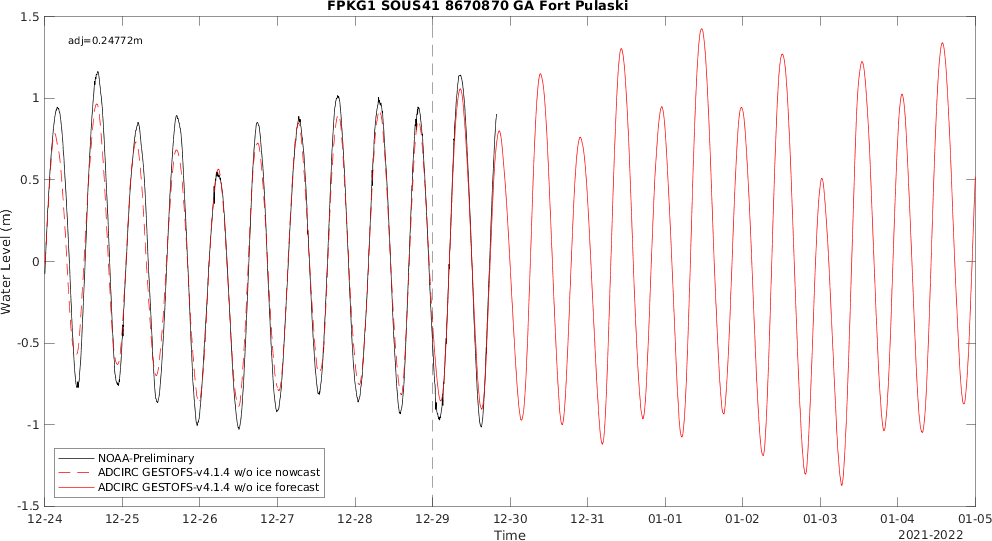 FPKG1 SOUS41 8670870 GA Fort Pulaski
adj=0.24772m
1.5
1
0.5
0
-0.5
-1
-1.5
Water Level (m)
NOAA-Preliminary
ADCIRC GESTOFS-v4.1.4 w/o ice nowcast
ADCIRC GESTOFS-v4.1.4 w/o ice forecast
12-24 12-25 12-26 12-27 12-28 12-29 12-30 12-31 01-01 01-02 01-03 01-04 01-05
Time
2021-2022